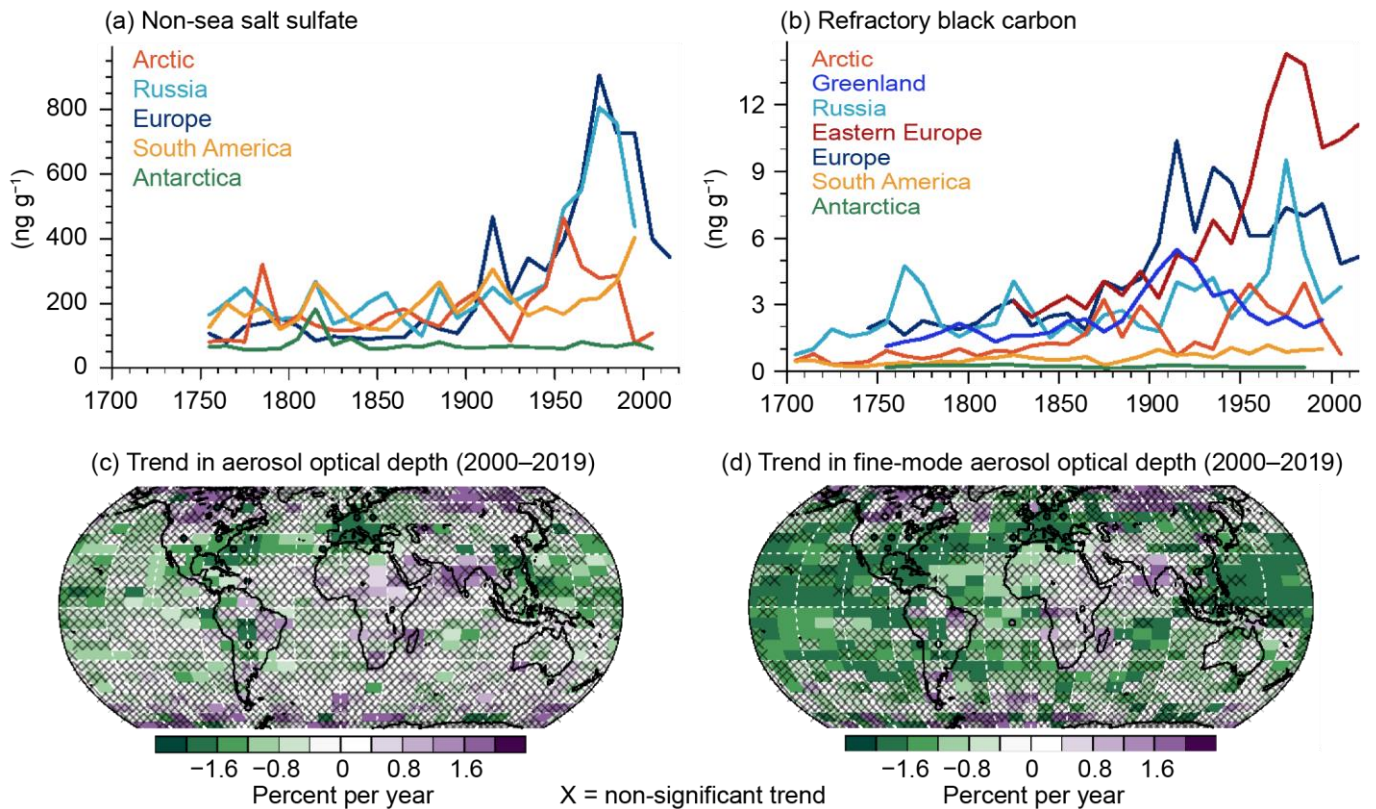 (a) Non-sea salt sulfate
(b) Refractory black carbon
Arctic
Russia
Europe
South America
Antarctica
(ng g⁻¹)
800
600
400
200
0
1700 1750 1800 1850 1900 1950 2000
Arctic
Greenland
Russia
Eastern Europe
Europe
South America
Antarctica
(ng g⁻¹)
12
9
6
3
0
1700 1750 1800 1850 1900 1950 2000
(c) Trend in aerosol optical depth (2000–2019)
(d) Trend in fine-mode aerosol optical depth (2000–2019)
−1.6 −0.8 0 0.8 1.6
Percent per year
X = non-significant trend
−1.6 −0.8 0 0.8 1.6
Percent per year